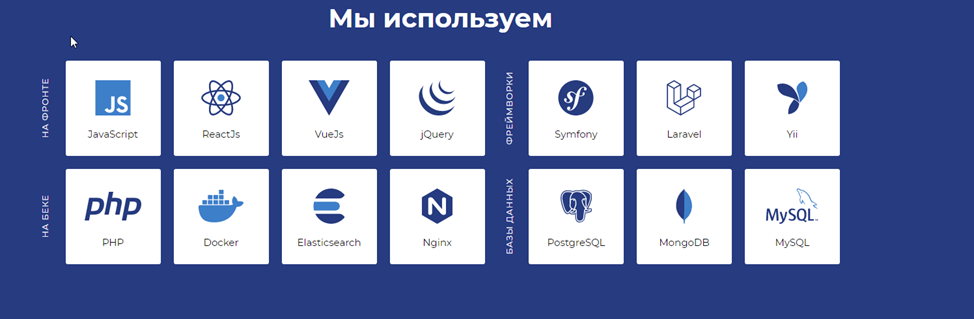 Мы используем
НА ФРОНТЕ
JS
JavaScript
ReactJs
VueJs
jQuery
ФРЕЙМВОРКИ
sf
Symfony
Laravel
Yii
НА БЕКЕ
php
PHP
Docker
Elasticsearch
N
Nginx
БАЗЫ ДАННЫХ
PostgreSQL
MongoDB
MySQL
MySQL